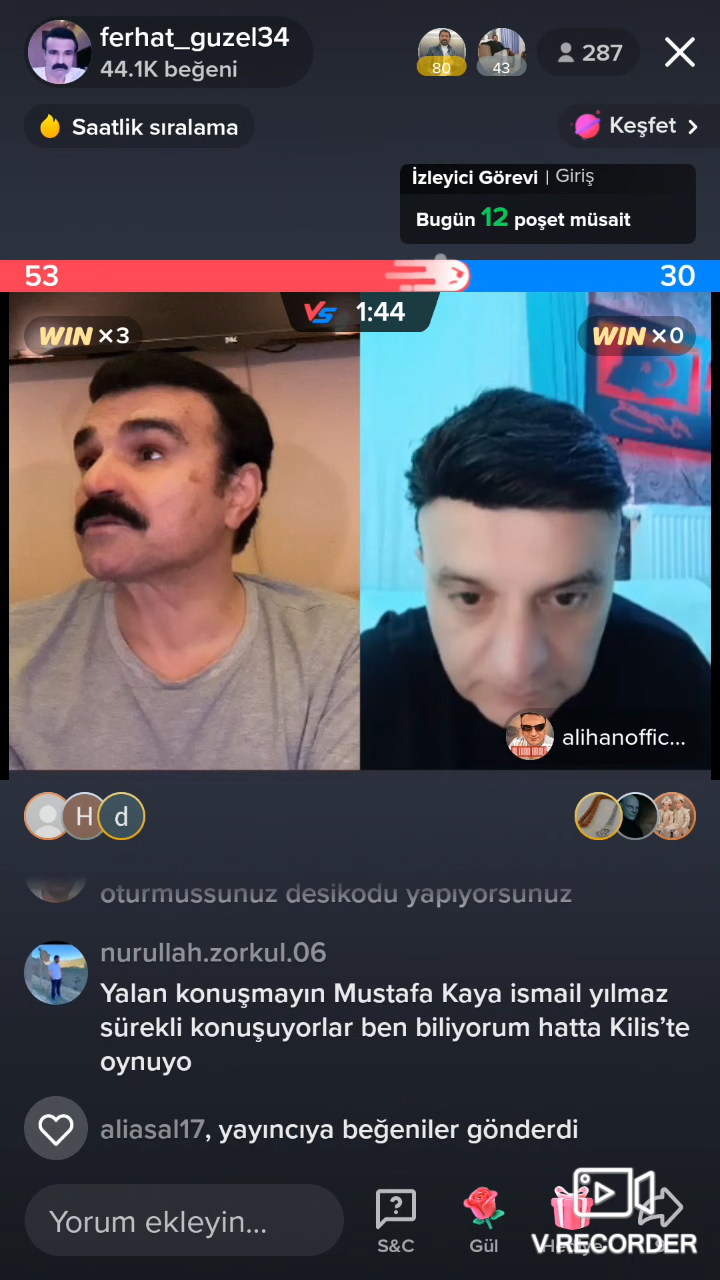 ferhat_guzel34
44.1K beğeni
80
43
287
Saatlik sıralama
Keşfet
İzleyici Görevi | Giriş
Bugün 12 poşet müsait
53
30
VS 1:44
WIN ×3
WIN ×0
alihanoffic...
H
d
oturmussunuz desikodu yapıyorsunuz
nurullah.zorkul.06
Yalan konuşmayın Mustafa Kaya ismail yılmaz
sürekli konuşuyorlar ben biliyorum hatta Kilis’te
oynuyo
aliasal17, yayıncıya beğeniler gönderdi
Yorum ekleyin...
S&C
Gül
V-RECORDER